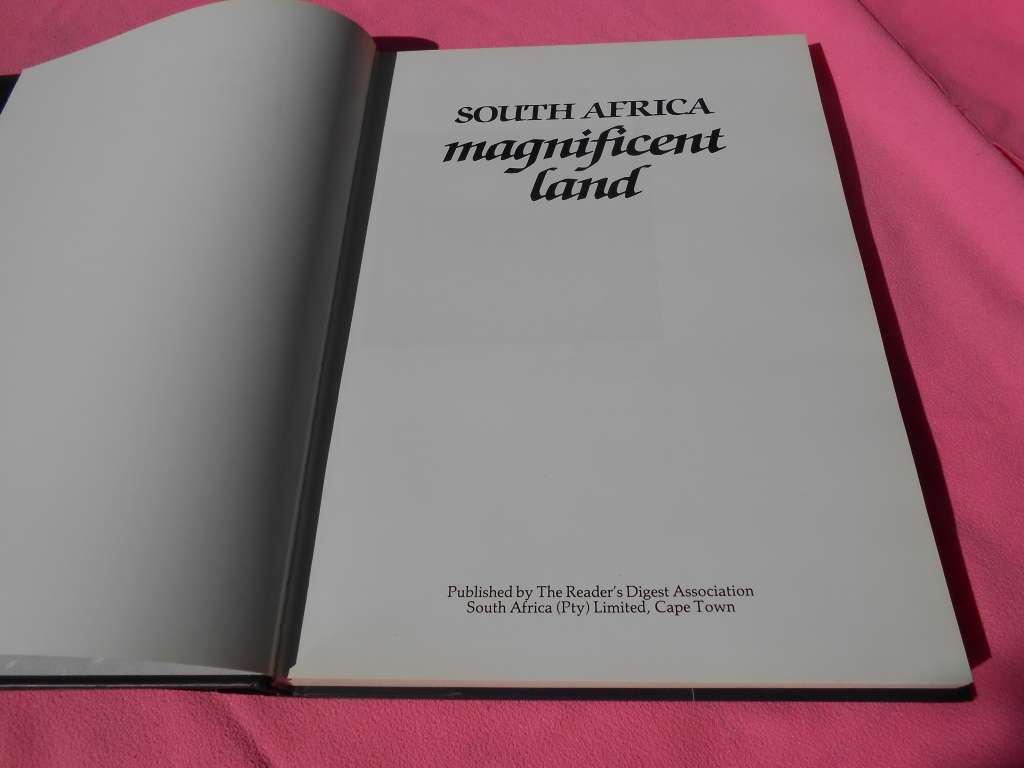 SOUTH AFRICA
magnificent
land
Published by The Reader's Digest Association
South Africa (Pty) Limited, Cape Town